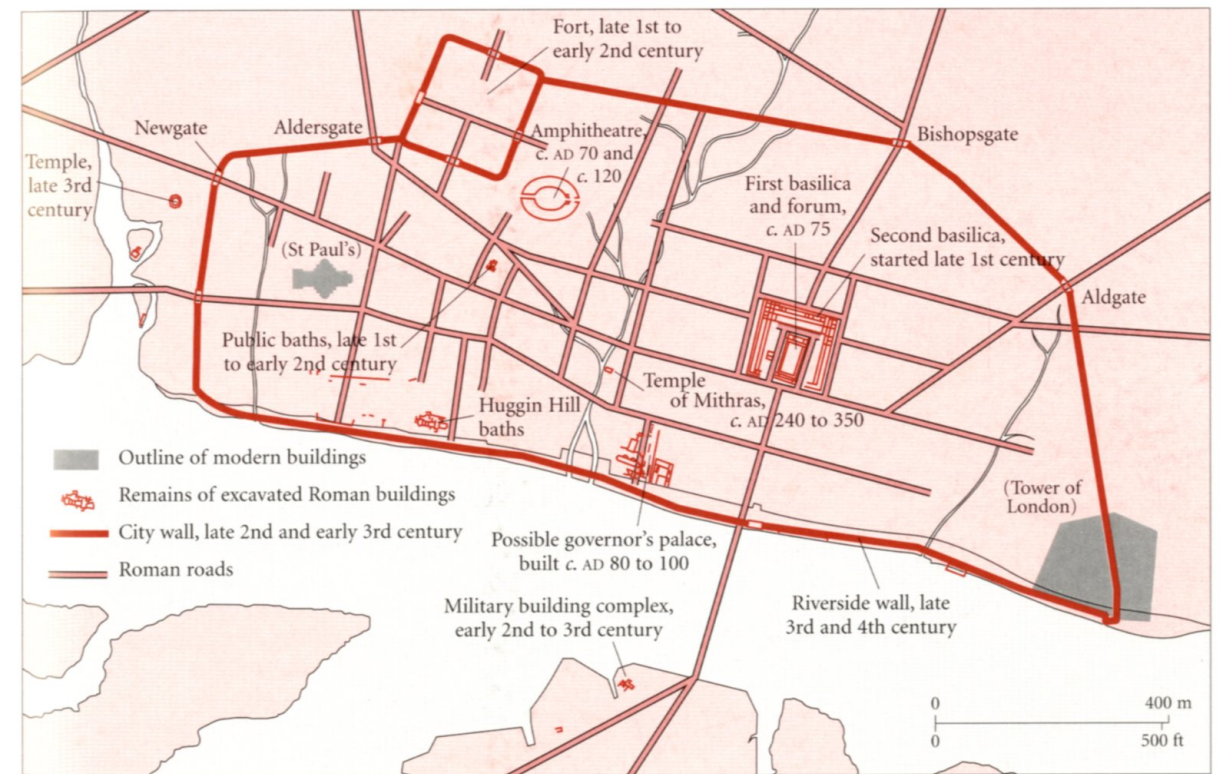 Fort, late 1st to
early 2nd century
Newgate
Aldersgate
Amphitheatre,
c. AD 70 and
c. 120
Bishopsgate
Temple,
late 3rd
century
First basilica
and forum,
c. AD 75
Second basilica,
started late 1st century
(St Paul's)
Aldgate
Public baths, late 1st
to early 2nd century
Temple
of Mithras,
c. AD 240 to 350
Huggin Hill
baths
Outline of modern buildings
Remains of excavated Roman buildings
City wall, late 2nd and early 3rd century
Roman roads
(Tower of
London)
Possible governor's palace,
built c. AD 80 to 100
Military building complex,
early 2nd to 3rd century
Riverside wall, late
3rd and 4th century
0 400 m
0 500 ft